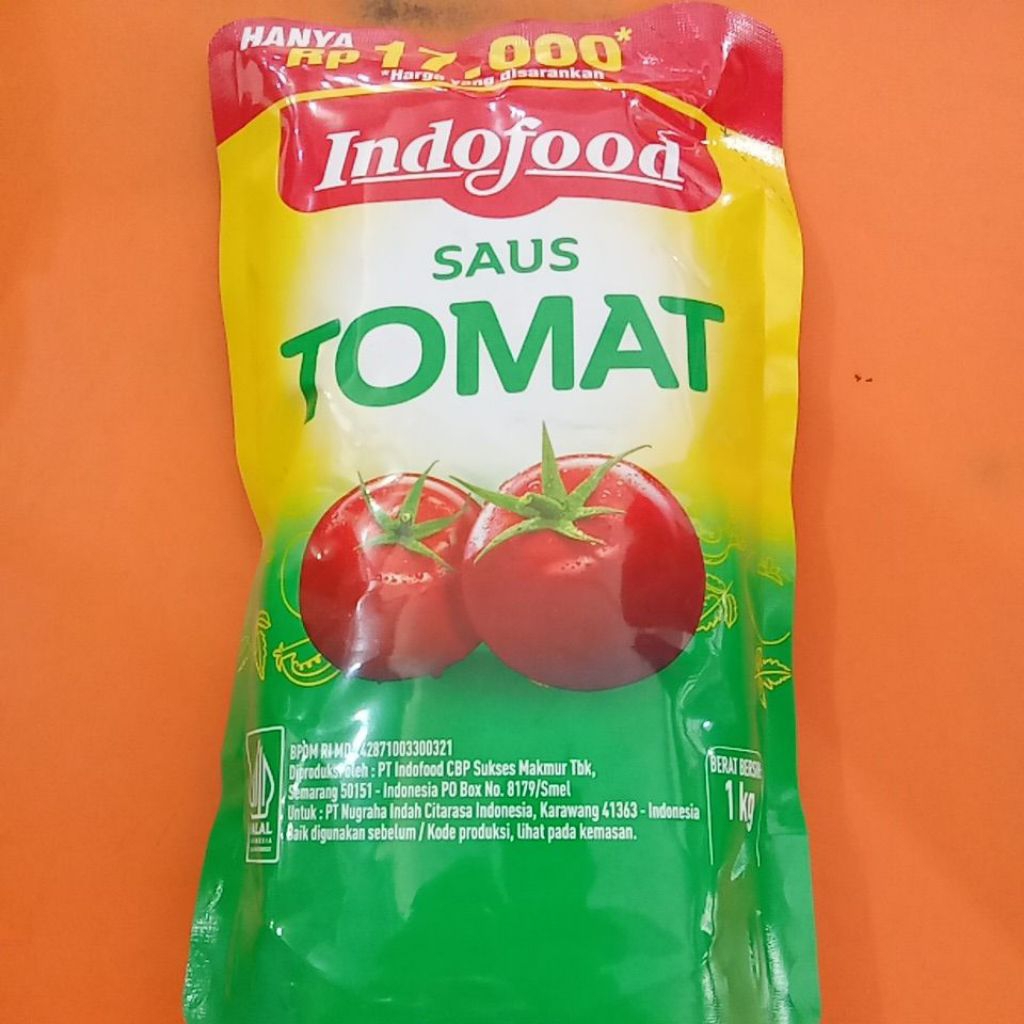 HANYA
Rp 17.000*
*Harga yang disarankan
Indofood
SAUS
TOMAT
BPOM RI MD 42871003300321
Diproduksi oleh : PT Indofood CBP Sukses Makmur Tbk,
Semarang 50151 - Indonesia PO Box No. 8179/Smel
Untuk : PT Nugraha Indah Citarasa Indonesia, Karawang 41363 - Indonesia
Baik digunakan sebelum / Kode produksi, lihat pada kemasan.
HALAL
INDONESIA
BERAT BERSIH
1 kg